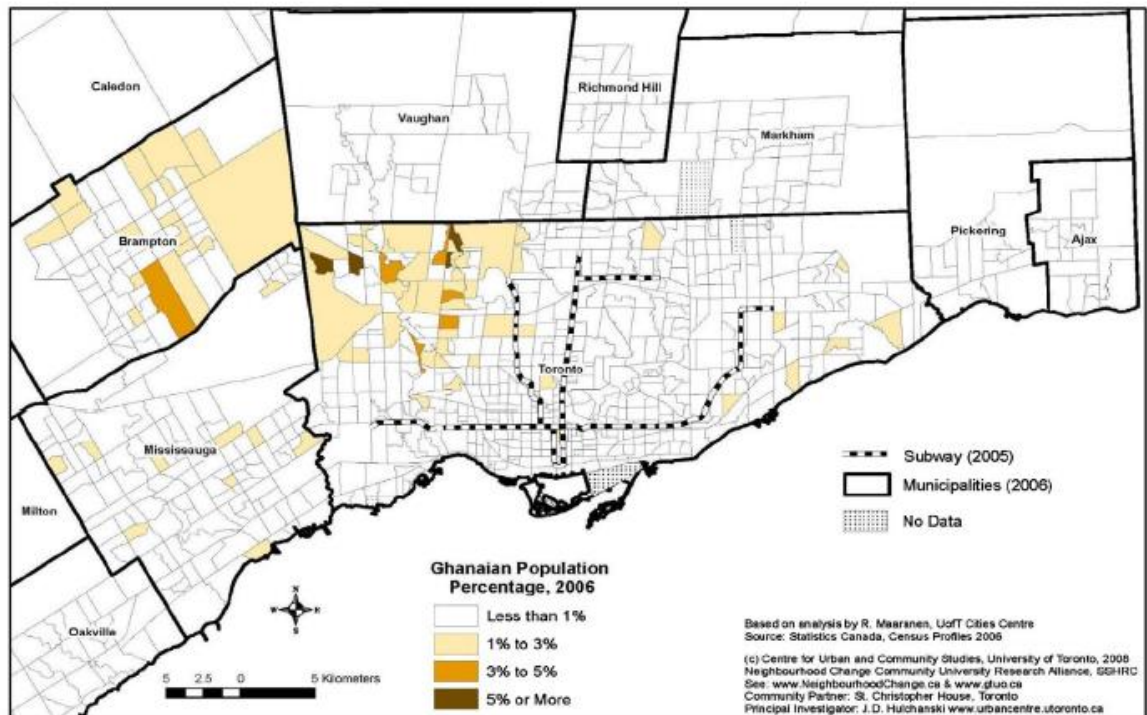 Caledon
Richmond Hill
Vaughan
Markham
Brampton
Pickering
Ajax
Toronto
Mississauga
Milton
Oakville
Subway (2005)
Municipalities (2006)
No Data
Ghanaian Population
Percentage, 2006
Less than 1%
1% to 3%
3% to 5%
5% or More
N
W E
S
5 2.5 0 5 Kilometers
Based on analysis by R. Maaranen, UofT Cities Centre
Source: Statistics Canada, Census Profiles 2006
(c) Centre for Urban and Community Studies, University of Toronto, 2008
Neighbourhood Change Community University Research Alliance, SSHRC
See: www.NeighbourhoodChange.ca & www.gtuo.ca
Community Partner: St. Christopher House, Toronto
Principal Investigator: J.D. Hulchanski www.urbancentre.utoronto.ca